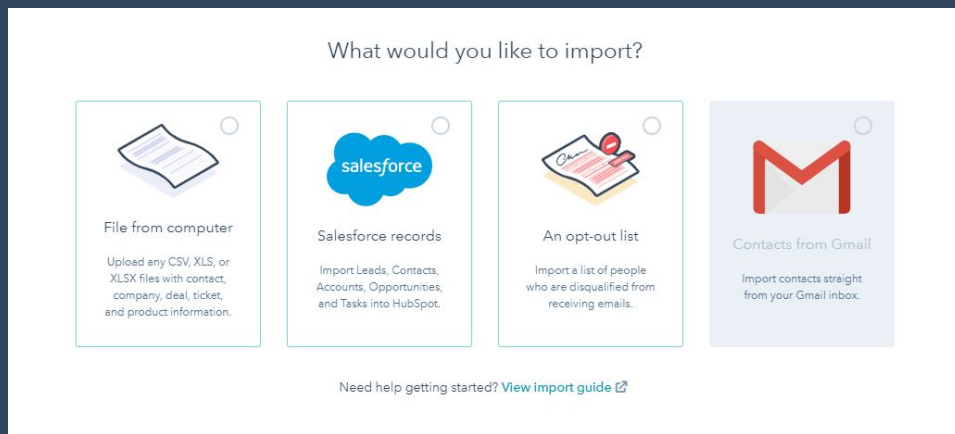 What would you like to import?
File from computer
Upload any CSV, XLS, or
XLSX files with contact,
company, deal, ticket,
and product information.
salesforce
Salesforce records
Import Leads, Contacts,
Accounts, Opportunities,
and Tasks into HubSpot.
An opt-out list
Import a list of people
who are disqualified from
receiving emails.
Contacts from Gmail
Import contacts straight
from your Gmail inbox.
Need help getting started? View import guide